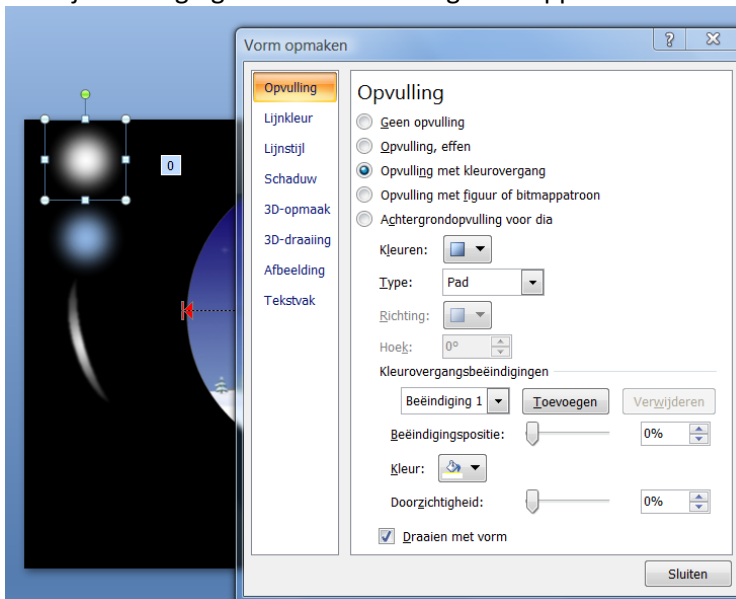 Vorm opmaken
Opvulling
Lijnkleur
Lijnstijl
Schaduw
3D-opmaak
3D-draaiing
Afbeelding
Tekstvak
Opvulling
Geen opvulling
Opvulling, effen
Opvulling met kleurovergang
Opvulling met figuur of bitmappatroon
Achtergrondopvulling voor dia
Kleuren:
Type: Pad
Richting:
Hoek: 0°
Kleurovergangsbeëindigingen
Beëindiging 1 Toevoegen Verwijderen
Beëindigingspositie: 0%
Kleur:
Doorzichtigheid: 0%
Draaien met vorm
Sluiten
0